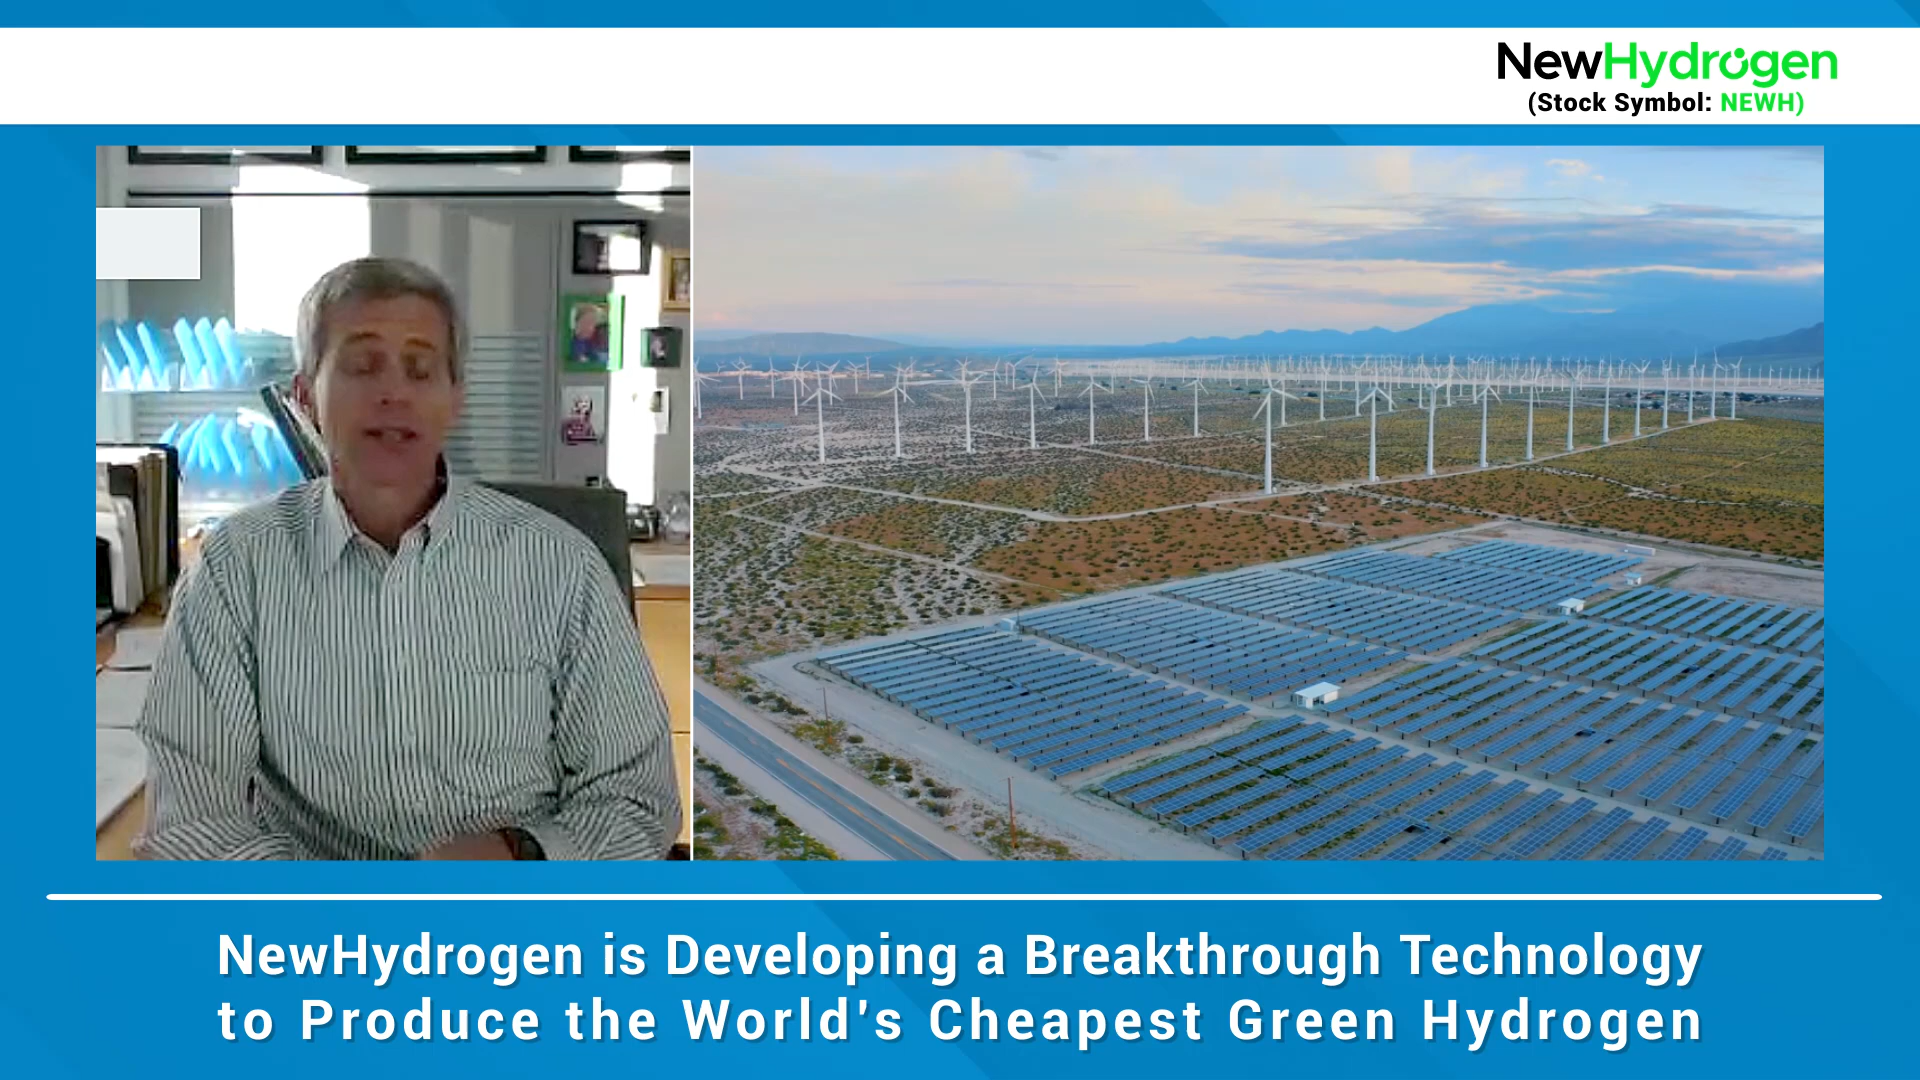 NewHydrogen
(Stock Symbol: NEWH)
NewHydrogen is Developing a Breakthrough Technology
to Produce the World's Cheapest Green Hydrogen